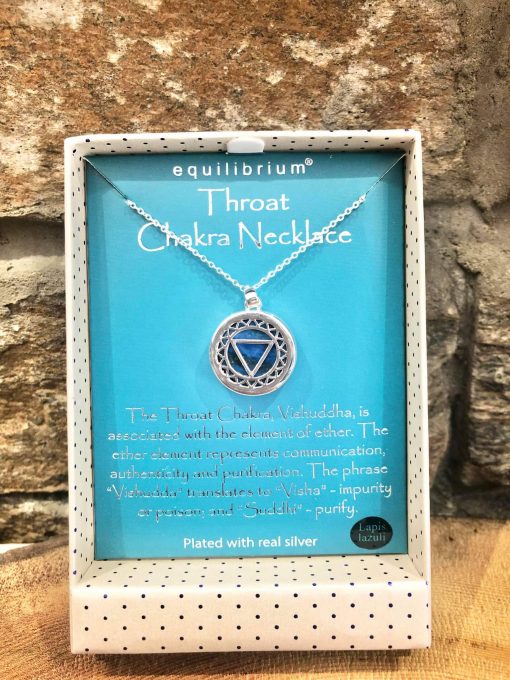 equilibrium®
Throat
Chakra Necklace
The Throat Chakra, Vishuddha, is
associated with the element of ether. The
ether element represents communication,
authenticity and purification. The phrase
"Vishudda" translates to "Visha" - impurity
or poison, and "Suddhi" - purify.
Lapis
lazuli
Plated with real silver